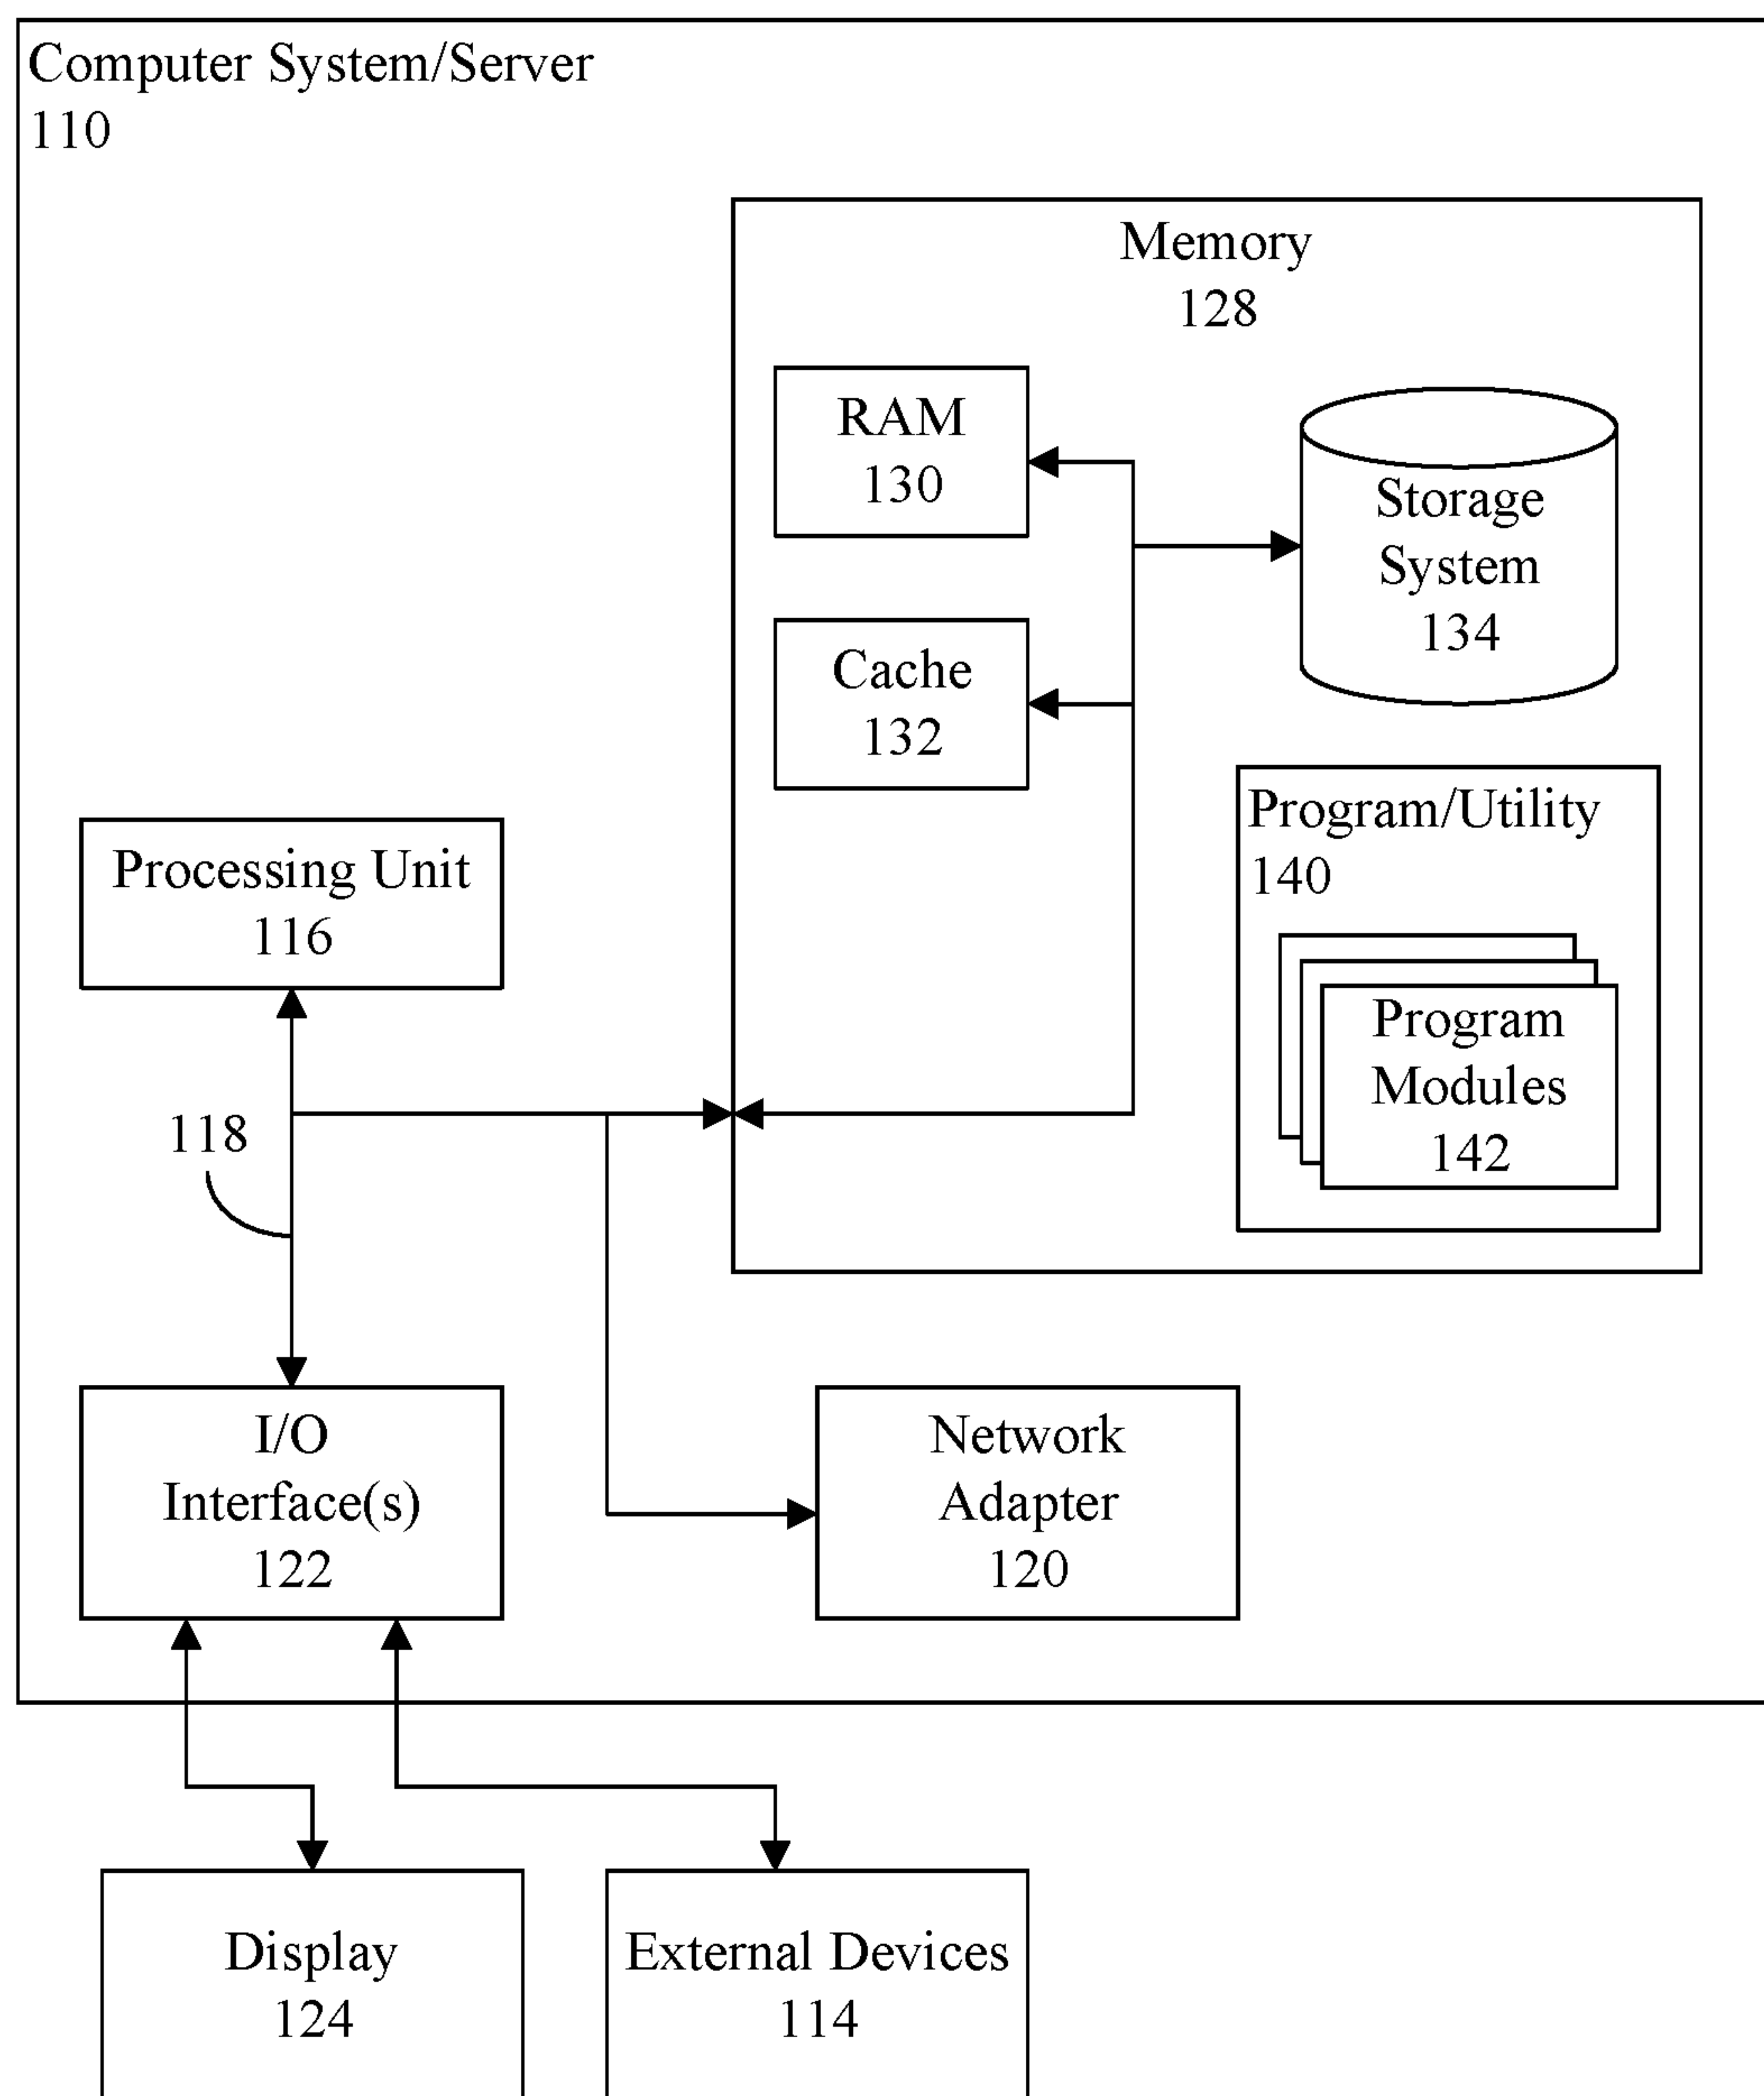 Computer System/Server
110
Memory
128
RAM
130
Storage
System
134
Cache
132
Program/Utility
140
Processing Unit
116
Program
Modules
142
118
I/O
Interface(s)
122
Network
Adapter
120
Display
124
External Devices
114